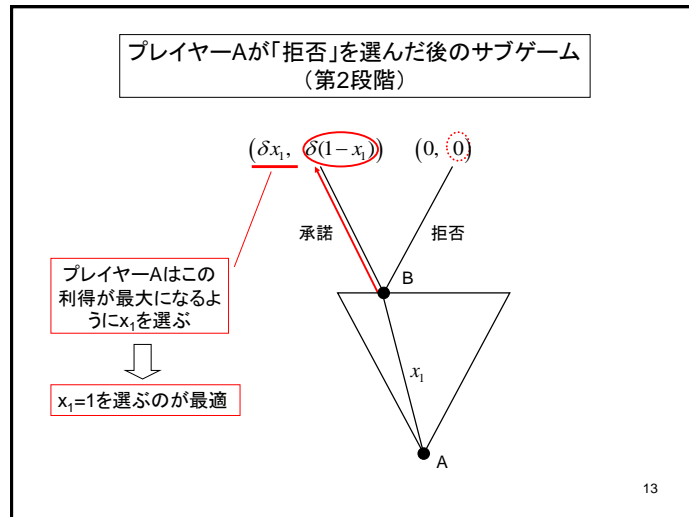 プレイヤーAが「拒否」を選んだ後のサブゲーム
（第2段階）
(δx₁, δ(1−x₁)) (0, 0)
承諾 拒否
B
プレイヤーAはこの
利得が最大になるよ
うにx₁を選ぶ
x₁
x₁=1を選ぶのが最適
A
13